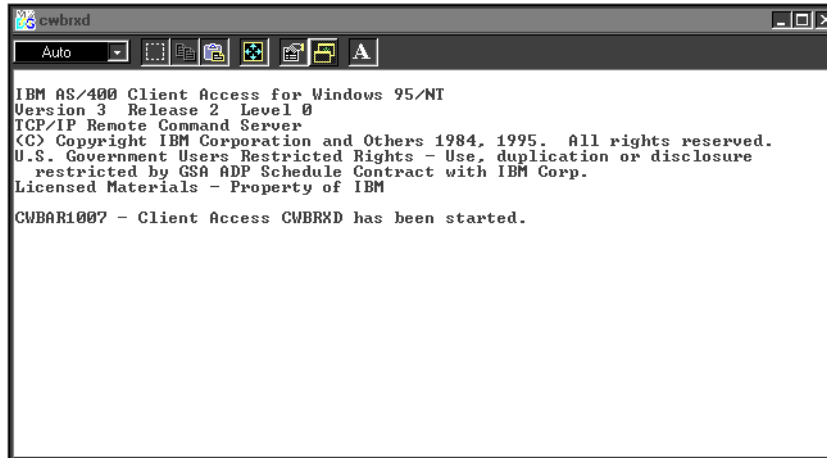 cwbrxd
Auto
A
IBM AS/400 Client Access for Windows 95/NT
Version 3  Release 2  Level 0
TCP/IP Remote Command Server
(C) Copyright IBM Corporation and Others 1984, 1995.  All rights reserved.
U.S. Government Users Restricted Rights - Use, duplication or disclosure
  restricted by GSA ADP Schedule Contract with IBM Corp.
Licensed Materials - Property of IBM
CWBAR1007 - Client Access CWBRXD has been started.